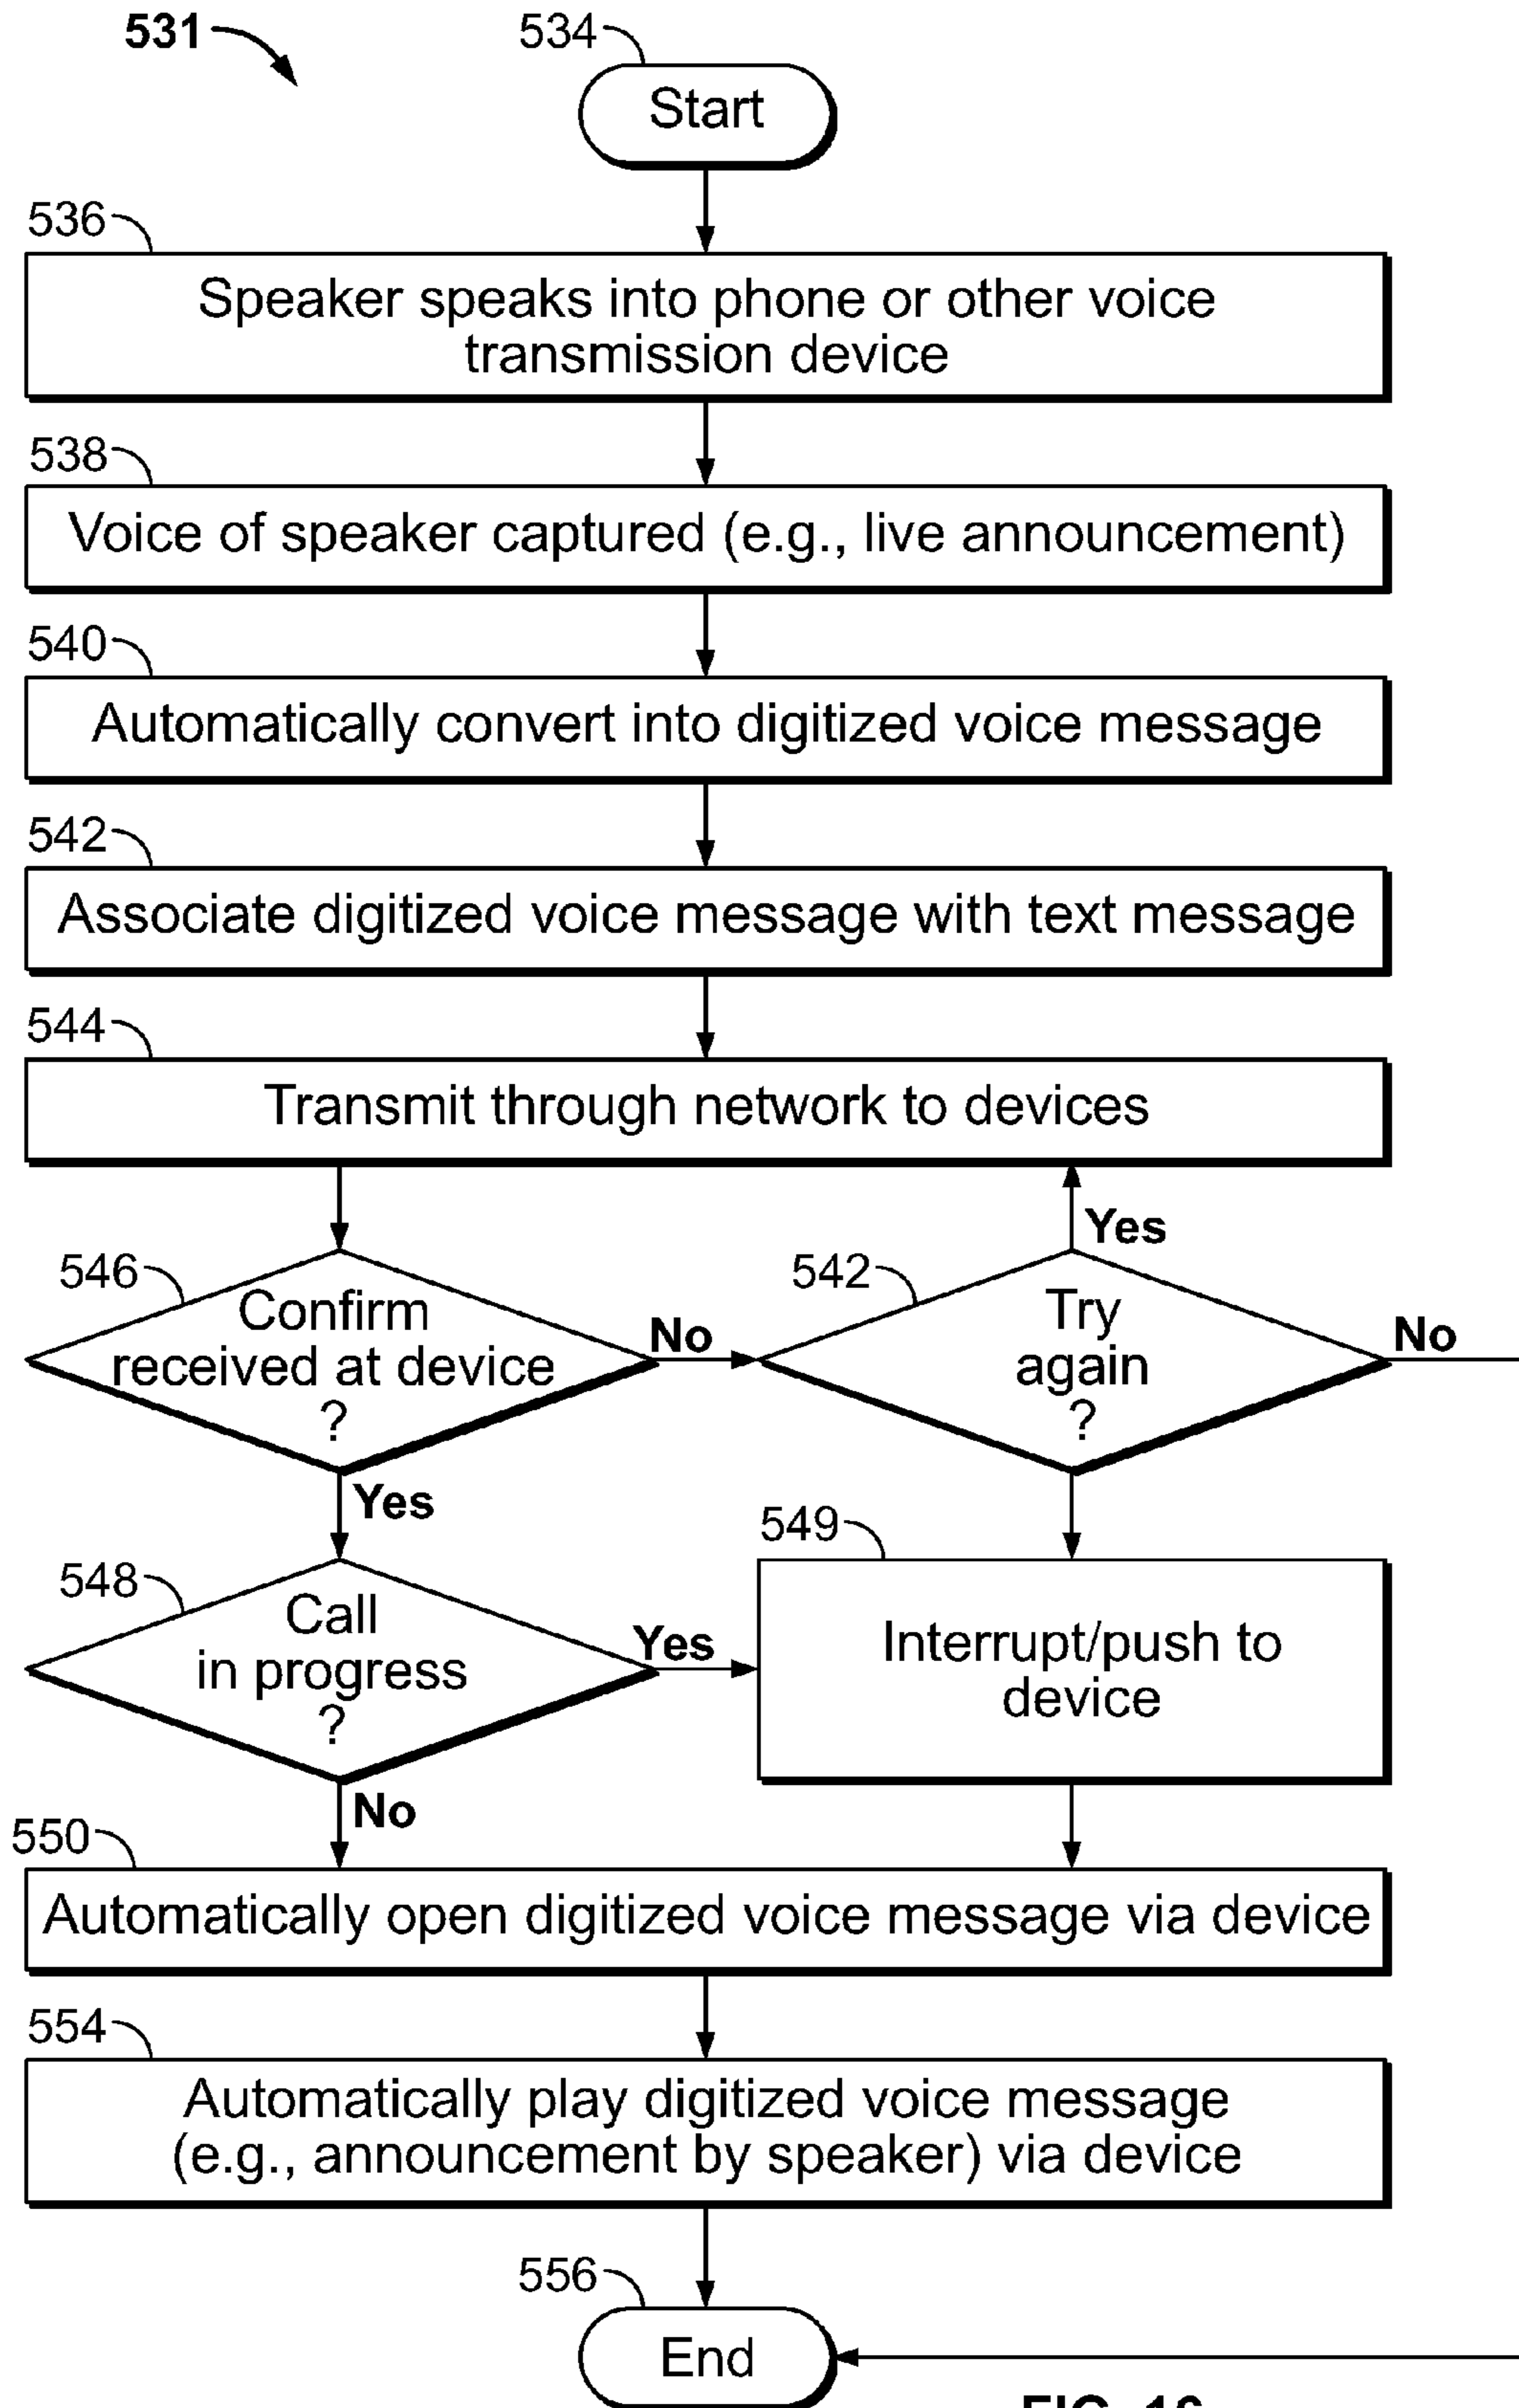 531
534
Start
536
Speaker speaks into phone or other voice
transmission device
538
Voice of speaker captured (e.g., live announcement)
540
Automatically convert into digitized voice message
542
Associate digitized voice message with text message
544
Transmit through network to devices
546
Confirm
received at device
?
No
Yes
542
Try
again
?
Yes
No
548
Call
in progress
?
Yes
No
549
Interrupt/push to
device
550
Automatically open digitized voice message via device
554
Automatically play digitized voice message
(e.g., announcement by speaker) via device
556
End